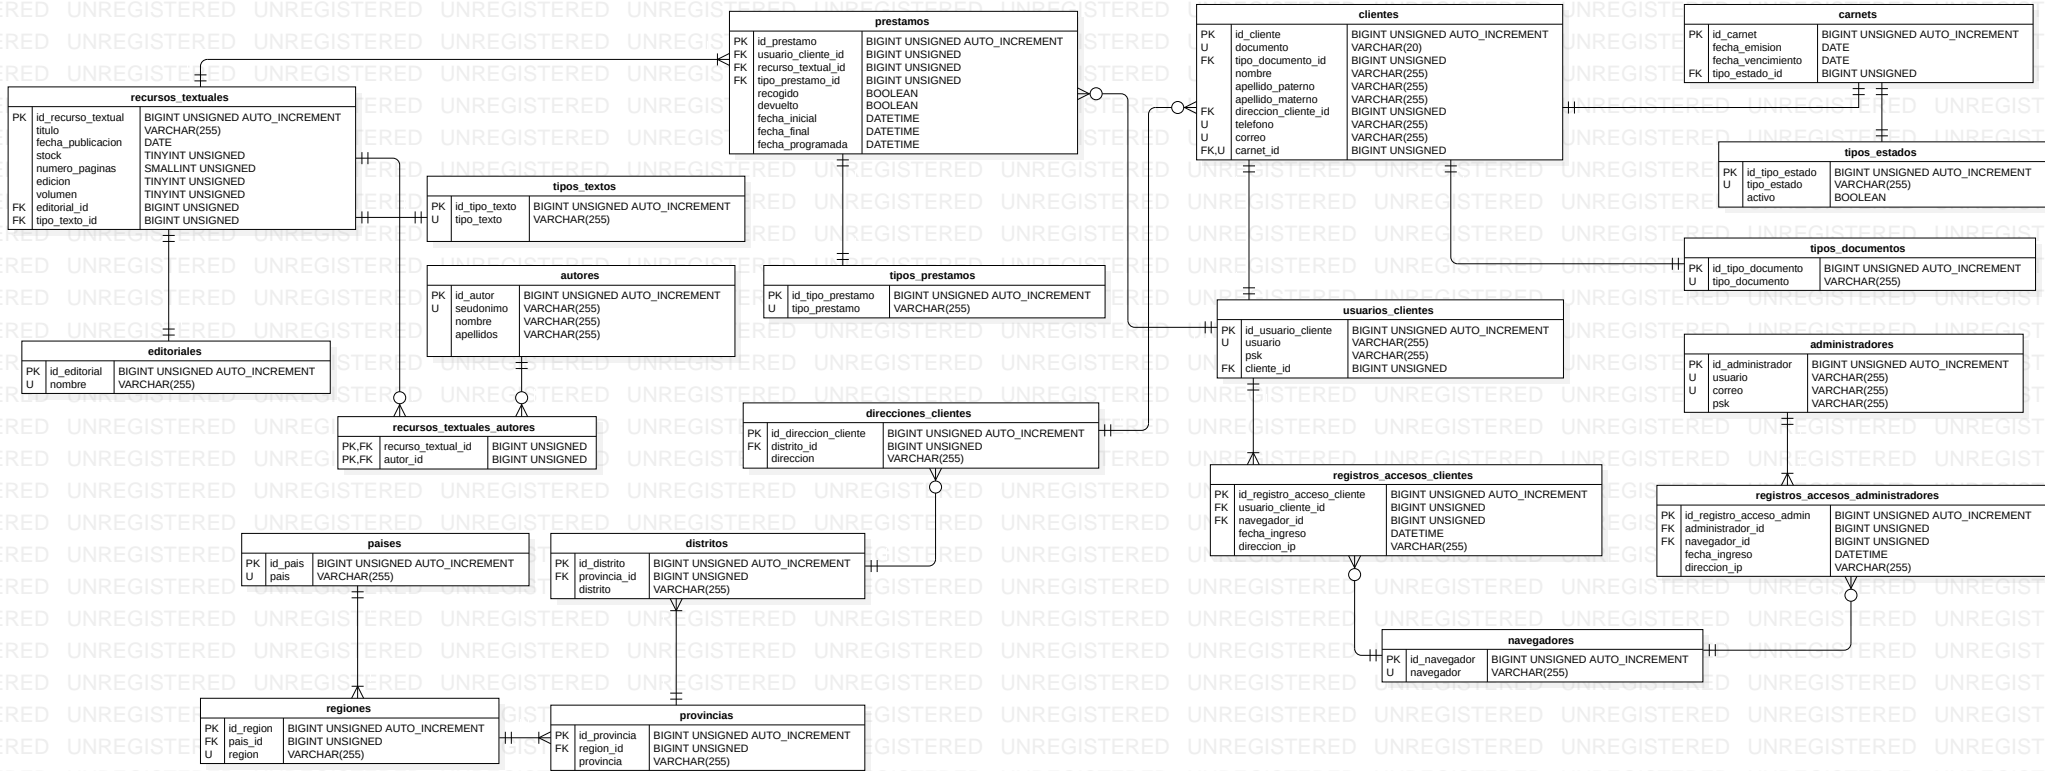 prestamos
PK id_prestamo BIGINT UNSIGNED AUTO_INCREMENT
FK usuario_cliente_id BIGINT UNSIGNED
FK recurso_textual_id BIGINT UNSIGNED
FK tipo_prestamo_id BIGINT UNSIGNED
recogido BOOLEAN
devuelto BOOLEAN
fecha_inicial DATETIME
fecha_final DATETIME
fecha_programada DATETIME
clientes
PK id_cliente BIGINT UNSIGNED AUTO_INCREMENT
U documento VARCHAR(20)
FK tipo_documento_id BIGINT UNSIGNED
nombre VARCHAR(255)
apellido_paterno VARCHAR(255)
apellido_materno VARCHAR(255)
FK direccion_cliente_id BIGINT UNSIGNED
U telefono VARCHAR(255)
U correo VARCHAR(255)
FK,U carnet_id BIGINT UNSIGNED
carnets
PK id_carnet BIGINT UNSIGNED AUTO_INCREMENT
fecha_emision DATE
fecha_vencimiento DATE
FK tipo_estado_id BIGINT UNSIGNED
recursos_textuales
PK id_recurso_textual BIGINT UNSIGNED AUTO_INCREMENT
titulo VARCHAR(255)
fecha_publicacion DATE
stock TINYINT UNSIGNED
numero_paginas SMALLINT UNSIGNED
edicion TINYINT UNSIGNED
volumen TINYINT UNSIGNED
FK editorial_id BIGINT UNSIGNED
FK tipo_texto_id BIGINT UNSIGNED
tipos_estados
PK id_tipo_estado BIGINT UNSIGNED AUTO_INCREMENT
U tipo_estado VARCHAR(255)
activo BOOLEAN
tipos_textos
PK id_tipo_texto BIGINT UNSIGNED AUTO_INCREMENT
U tipo_texto VARCHAR(255)
tipos_documentos
PK id_tipo_documento BIGINT UNSIGNED AUTO_INCREMENT
U tipo_documento VARCHAR(255)
autores
PK id_autor BIGINT UNSIGNED AUTO_INCREMENT
U seudonimo VARCHAR(255)
nombre VARCHAR(255)
apellidos VARCHAR(255)
tipos_prestamos
PK id_tipo_prestamo BIGINT UNSIGNED AUTO_INCREMENT
U tipo_prestamo VARCHAR(255)
usuarios_clientes
PK id_usuario_cliente BIGINT UNSIGNED AUTO_INCREMENT
U usuario VARCHAR(255)
psk VARCHAR(255)
FK cliente_id BIGINT UNSIGNED
administradores
PK id_administrador BIGINT UNSIGNED AUTO_INCREMENT
U usuario VARCHAR(255)
U correo VARCHAR(255)
psk VARCHAR(255)
editoriales
PK id_editorial BIGINT UNSIGNED AUTO_INCREMENT
U nombre VARCHAR(255)
recursos_textuales_autores
PK,FK recurso_textual_id BIGINT UNSIGNED
PK,FK autor_id BIGINT UNSIGNED
direcciones_clientes
PK id_direccion_cliente BIGINT UNSIGNED AUTO_INCREMENT
FK distrito_id BIGINT UNSIGNED
direccion VARCHAR(255)
registros_accesos_clientes
PK id_registro_acceso_cliente BIGINT UNSIGNED AUTO_INCREMENT
FK usuario_cliente_id BIGINT UNSIGNED
FK navegador_id BIGINT UNSIGNED
fecha_ingreso DATETIME
direccion_ip VARCHAR(255)
registros_accesos_administradores
PK id_registro_acceso_admin BIGINT UNSIGNED AUTO_INCREMENT
FK administrador_id BIGINT UNSIGNED
FK navegador_id BIGINT UNSIGNED
fecha_ingreso DATETIME
direccion_ip VARCHAR(255)
paises
PK id_pais BIGINT UNSIGNED AUTO_INCREMENT
U pais VARCHAR(255)
distritos
PK id_distrito BIGINT UNSIGNED AUTO_INCREMENT
FK provincia_id BIGINT UNSIGNED
distrito VARCHAR(255)
navegadores
PK id_navegador BIGINT UNSIGNED AUTO_INCREMENT
U navegador VARCHAR(255)
regiones
PK id_region BIGINT UNSIGNED AUTO_INCREMENT
FK pais_id BIGINT UNSIGNED
U region VARCHAR(255)
provincias
PK id_provincia BIGINT UNSIGNED AUTO_INCREMENT
FK region_id BIGINT UNSIGNED
provincia VARCHAR(255)
UNREGISTERED